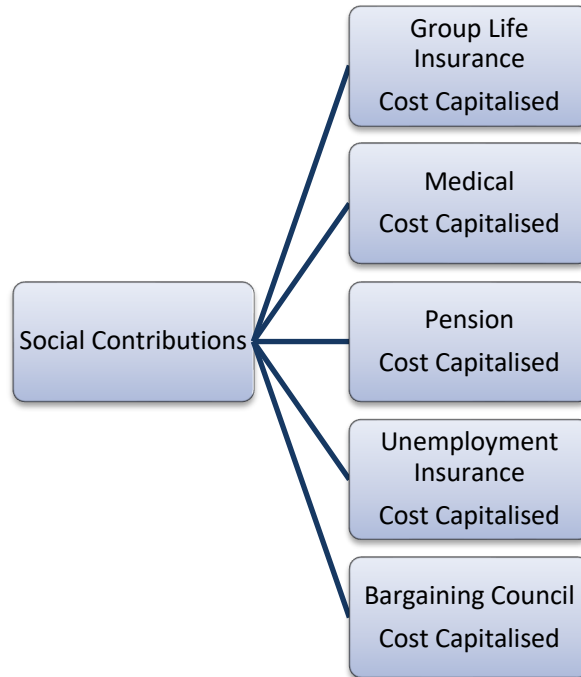 Group Life
Insurance
Cost Capitalised
Medical
Cost Capitalised
Social Contributions
Pension
Cost Capitalised
Unemployment
Insurance
Cost Capitalised
Bargaining Council
Cost Capitalised